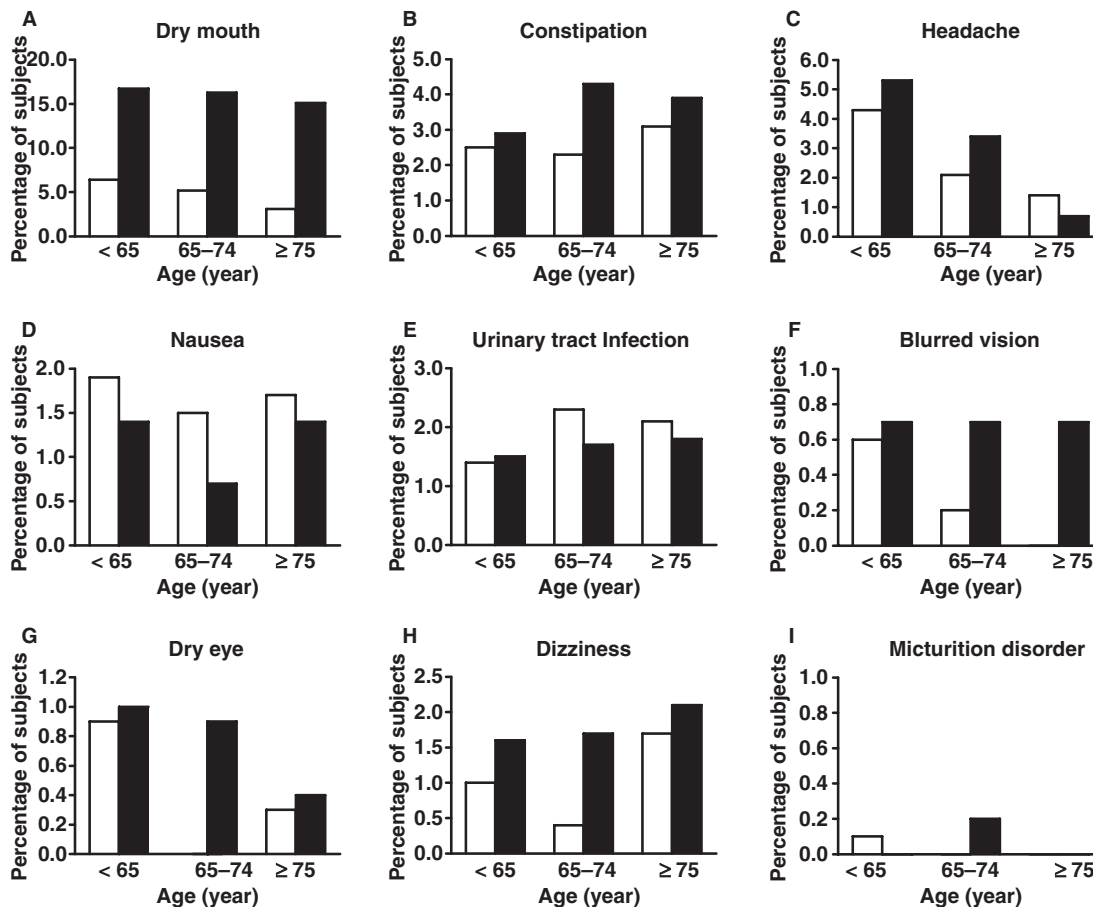 A
Dry mouth
Percentage of subjects
20.0
15.0
10.0
5.0
0.0
< 65
65–74
≥ 75
Age (year)
B
Constipation
Percentage of subjects
5.0
4.0
3.0
2.0
1.0
0.0
< 65
65–74
≥ 75
Age (year)
C
Headache
Percentage of subjects
6.0
5.0
4.0
3.0
2.0
1.0
0.0
< 65
65–74
≥ 75
Age (year)
D
Nausea
Percentage of subjects
2.0
1.5
1.0
0.5
0.0
< 65
65–74
≥ 75
Age (year)
E
Urinary tract Infection
Percentage of subjects
3.0
2.0
1.0
0.0
< 65
65–74
≥ 75
Age (year)
F
Blurred vision
Percentage of subjects
1.0
0.8
0.6
0.4
0.2
0.0
< 65
65–74
≥ 75
Age (year)
G
Dry eye
Percentage of subjects
1.2
1.0
0.8
0.6
0.4
0.2
0.0
< 65
65–74
≥ 75
Age (year)
H
Dizziness
Percentage of subjects
2.5
2.0
1.5
1.0
0.5
0.0
< 65
65–74
≥ 75
Age (year)
I
Micturition disorder
Percentage of subjects
1.0
0.8
0.6
0.4
0.2
0.0
< 65
65–74
≥ 75
Age (year)